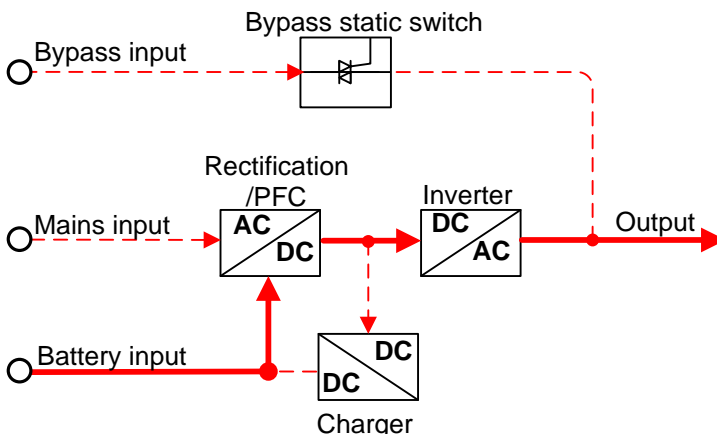 Bypass static switch
Bypass input
Rectification
/PFC
Inverter
Mains input
AC
DC
DC
AC
Output
Battery input
DC
DC
Charger